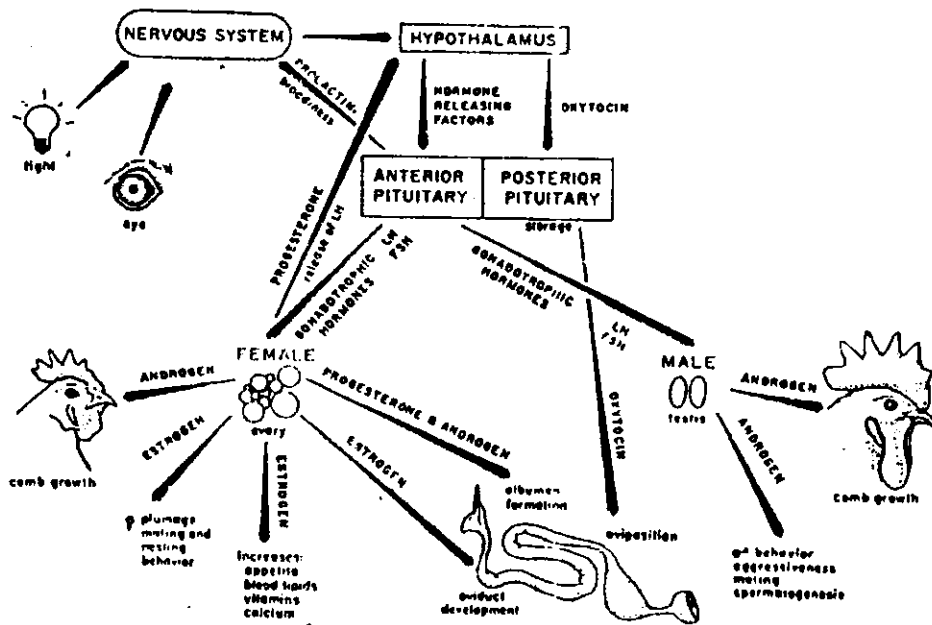 NERVOUS SYSTEM
HYPOTHALAMUS
PROLACTIN,
broodiness
HORMONE
RELEASING
FACTORS
OXYTOCIN
light
eye
ANTERIOR
PITUITARY
POSTERIOR
PITUITARY
storage
PROGESTERONE
release of LH
GONADOTROPHIC
HORMONES
LH
FSH
GONADOTROPHIC
HORMONES
LH
FSH
FEMALE
ovary
MALE
testis
ANDROGEN
comb growth
ESTROGEN
♀ plumage
mating and
nesting
behavior
ESTROGEN
Increases:
appetite
blood lipids
vitamins
calcium
ESTROGEN
oviduct
development
PROGESTERONE & ANDROGEN
albumen
formation
OXYTOCIN
oviposition
ANDROGEN
comb growth
ANDROGEN
♂ behavior
aggressiveness
mating
spermatogenesis